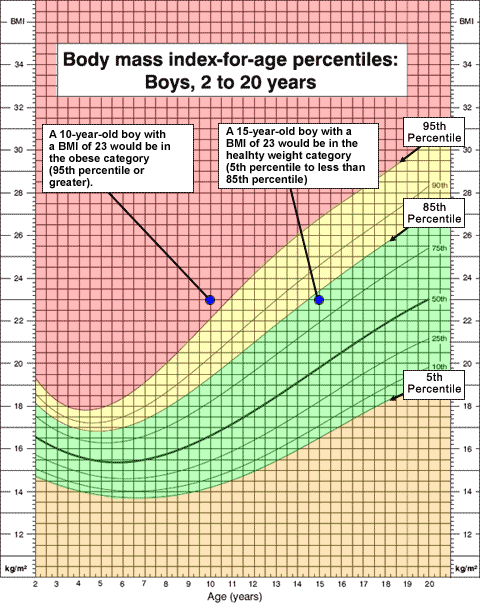 BMI
BMI
Body mass index-for-age percentiles:
Boys, 2 to 20 years
34
34
32
A 10-year-old boy with
a BMI of 23 would be in
the obese category
(95th percentile or
greater).
A 15-year-old boy with a
BMI of 23 would be in the
healhty weight category
(5th percentile to less than
85th percentile)
95th
Percentile
30
30
28
28
90th
85th
Percentile
26
26
75th
24
24
22
22
50th
25th
20
20
10th
5th
Percentile
18
18
16
16
14
14
12
12
kg/m²
kg/m²
2 3 4 5 6 7 8 9 10 11 12 13 14 15 16 17 18 19 20
Age (years)